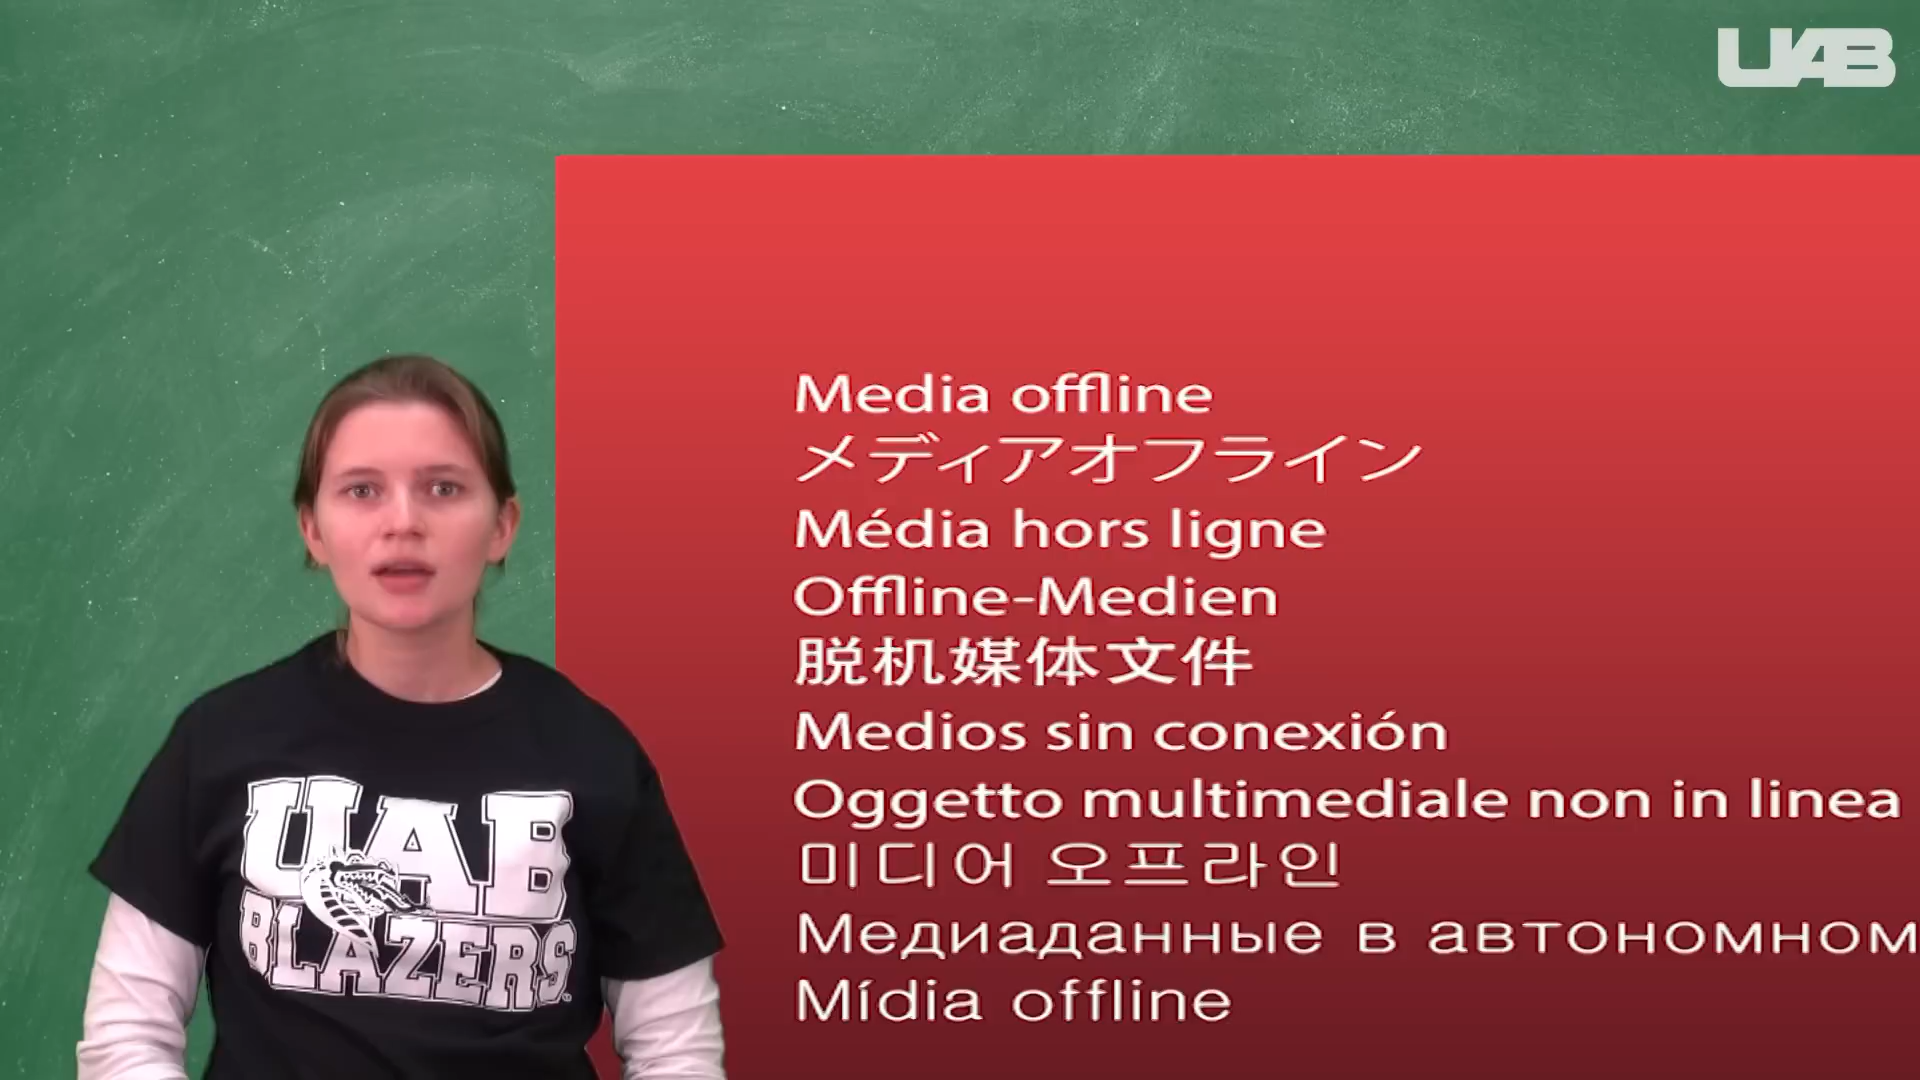 UAB
Media offline
メディアオフライン
Média hors ligne
Offline-Medien
脱机媒体文件
Medios sin conexión
Oggetto multimediale non in linea
미디어 오프라인
Медиаданные в автономном
Mídia offline
UAB
BLAZERS